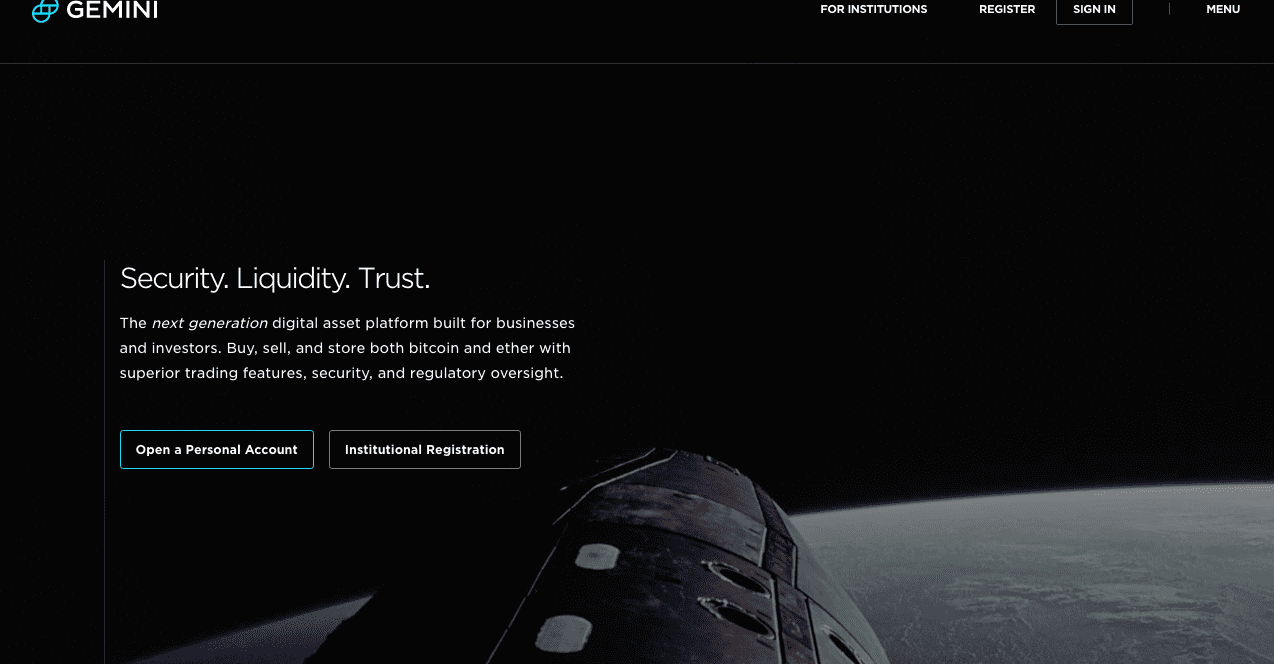 GEMINI
FOR INSTITUTIONS
REGISTER
SIGN IN
MENU
Security. Liquidity. Trust.
The next generation digital asset platform built for businesses
and investors. Buy, sell, and store both bitcoin and ether with
superior trading features, security, and regulatory oversight.
Open a Personal Account
Institutional Registration